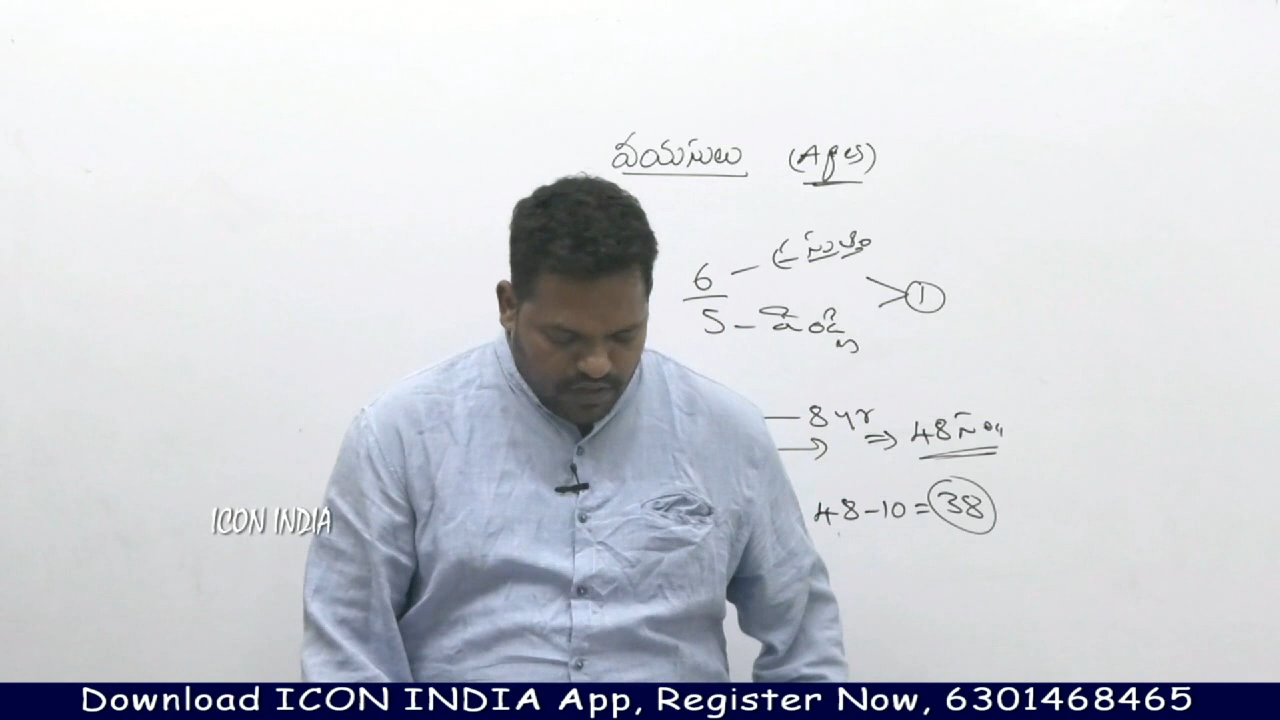 వయసులు (Ages)
6 -
5 -
1
8 yr
⇒ 48 సం॥
48-10=38
ICON INDIA
Download ICON INDIA App, Register Now, 6301468465